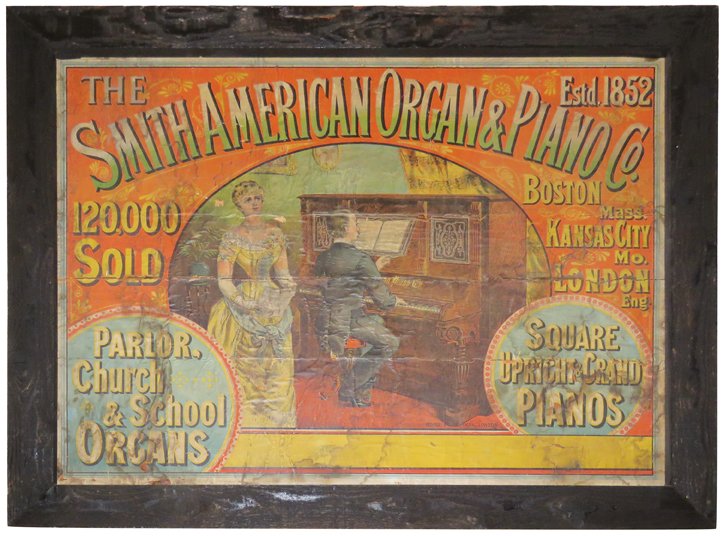 THE
Estd. 1852
SMITH AMERICAN ORGAN & PIANO CO.
120,000
SOLD
BOSTON
Mass.
KANSAS CITY
Mo.
LONDON
Eng.
PARLOR,
Church
& School
ORGANS
SQUARE
UPRIGHT & GRAND
PIANOS